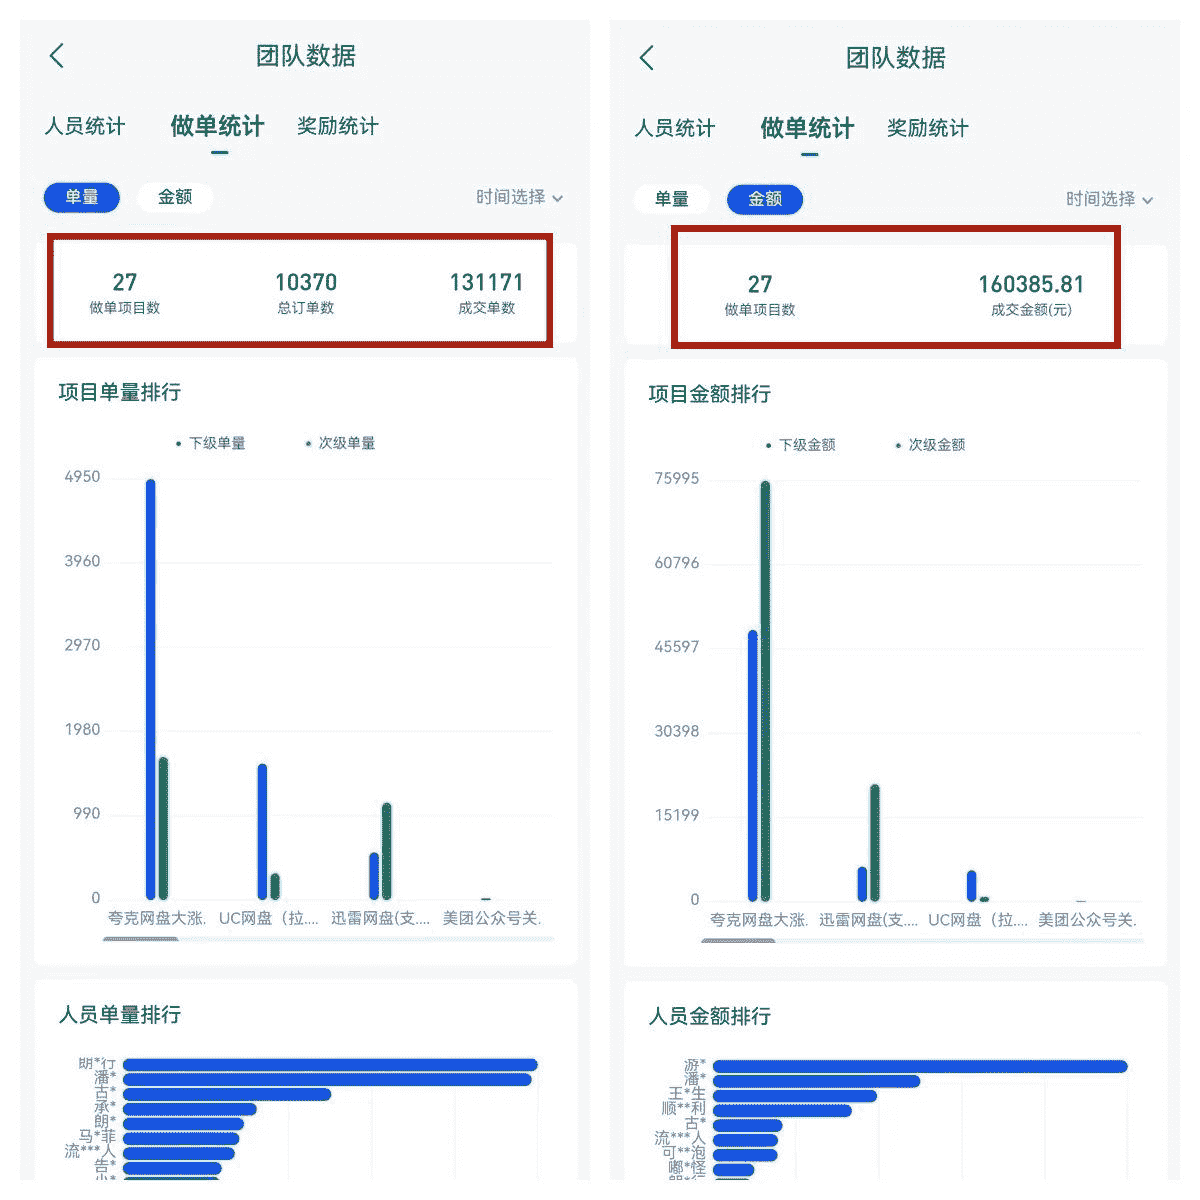 团队数据
人员统计 做单统计 奖励统计
单量 金额 时间选择
27 10370 131171
做单项目数 总订单数 成交单数
项目单量排行
下级单量 次级单量
4950
3960
2970
1980
990
0
夸克网盘大涨. UC网盘（拉.... 迅雷网盘(支.... 美团公众号关.
人员单量排行
朗*行
潘*
古*
承*
朗*
马*菲
流***人
告*
团队数据
人员统计 做单统计 奖励统计
单量 金额 时间选择
27 160385.81
做单项目数 成交金额(元)
项目金额排行
下级金额 次级金额
75995
60796
45597
30398
15199
0
夸克网盘大涨. 迅雷网盘(支.... UC网盘（拉.... 美团公众号关.
人员金额排行
游*
潘*
王*生
顺**利
古*
流***人
可**泡
嘟*怪